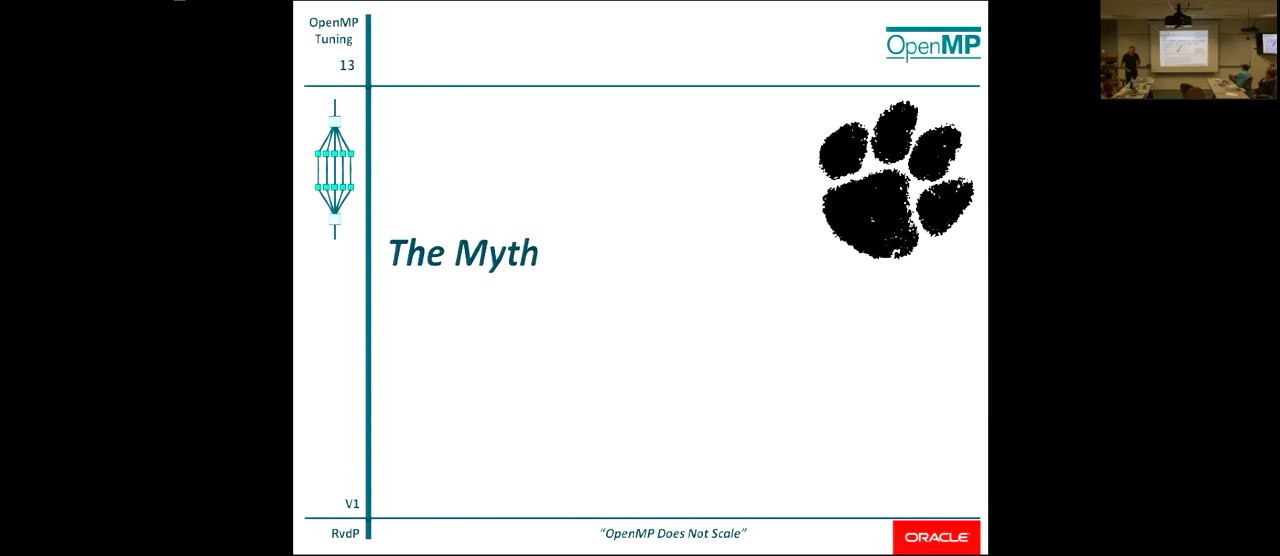 OpenMP
Tuning
13
OpenMP
The Myth
V1
RvdP
"OpenMP Does Not Scale"
ORACLE